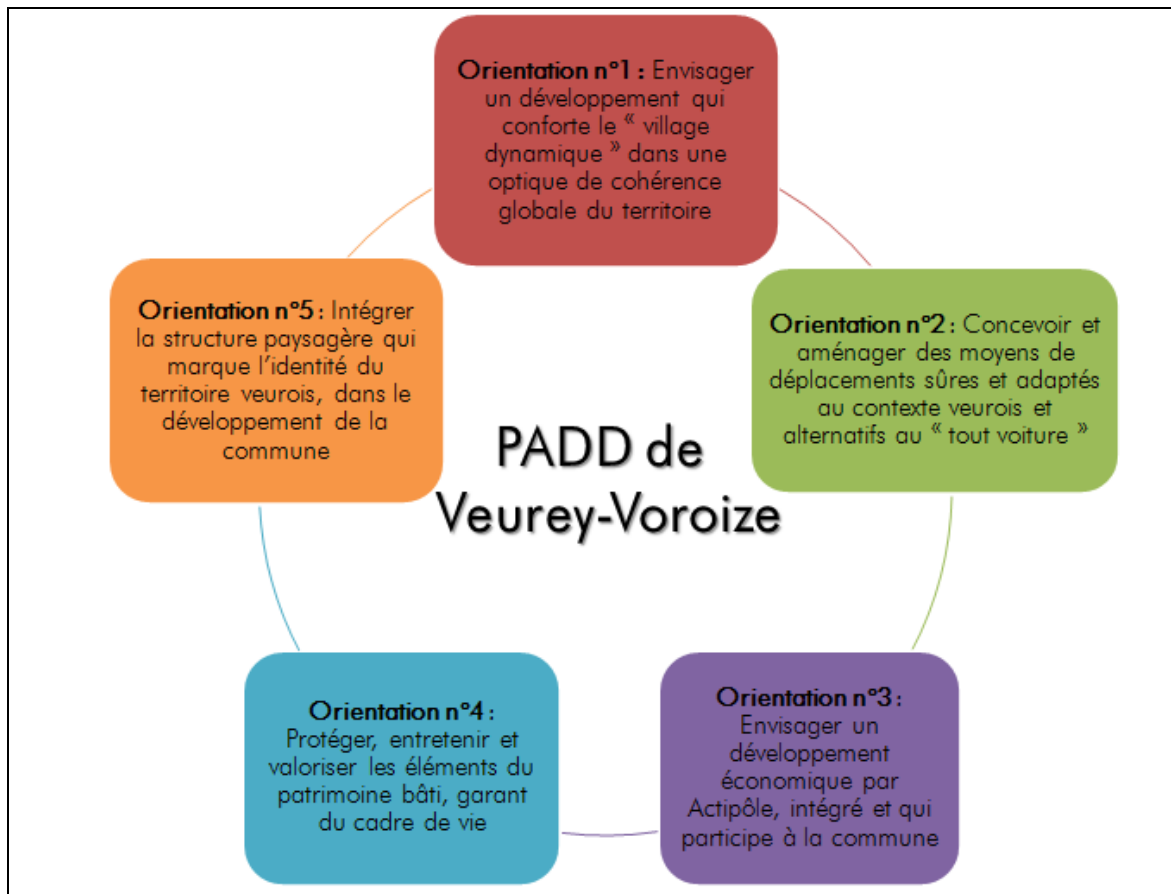 Orientation n°1 : Envisager
un développement qui
conforte le « village
dynamique » dans une
optique de cohérence
globale du territoire
Orientation n°2 : Concevoir et
aménager des moyens de
déplacements sûres et adaptés
au contexte veurois et
alternatifs au « tout voiture »
Orientation n°3 :
Envisager un
développement
économique par
Actipôle, intégré et qui
participe à la commune
Orientation n°4 :
Protéger, entretenir et
valoriser les éléments du
patrimoine bâti, garant
du cadre de vie
Orientation n°5 : Intégrer
la structure paysagère qui
marque l'identité du
territoire veurois, dans le
développement de la
commune
PADD de
Veurey-Voroize